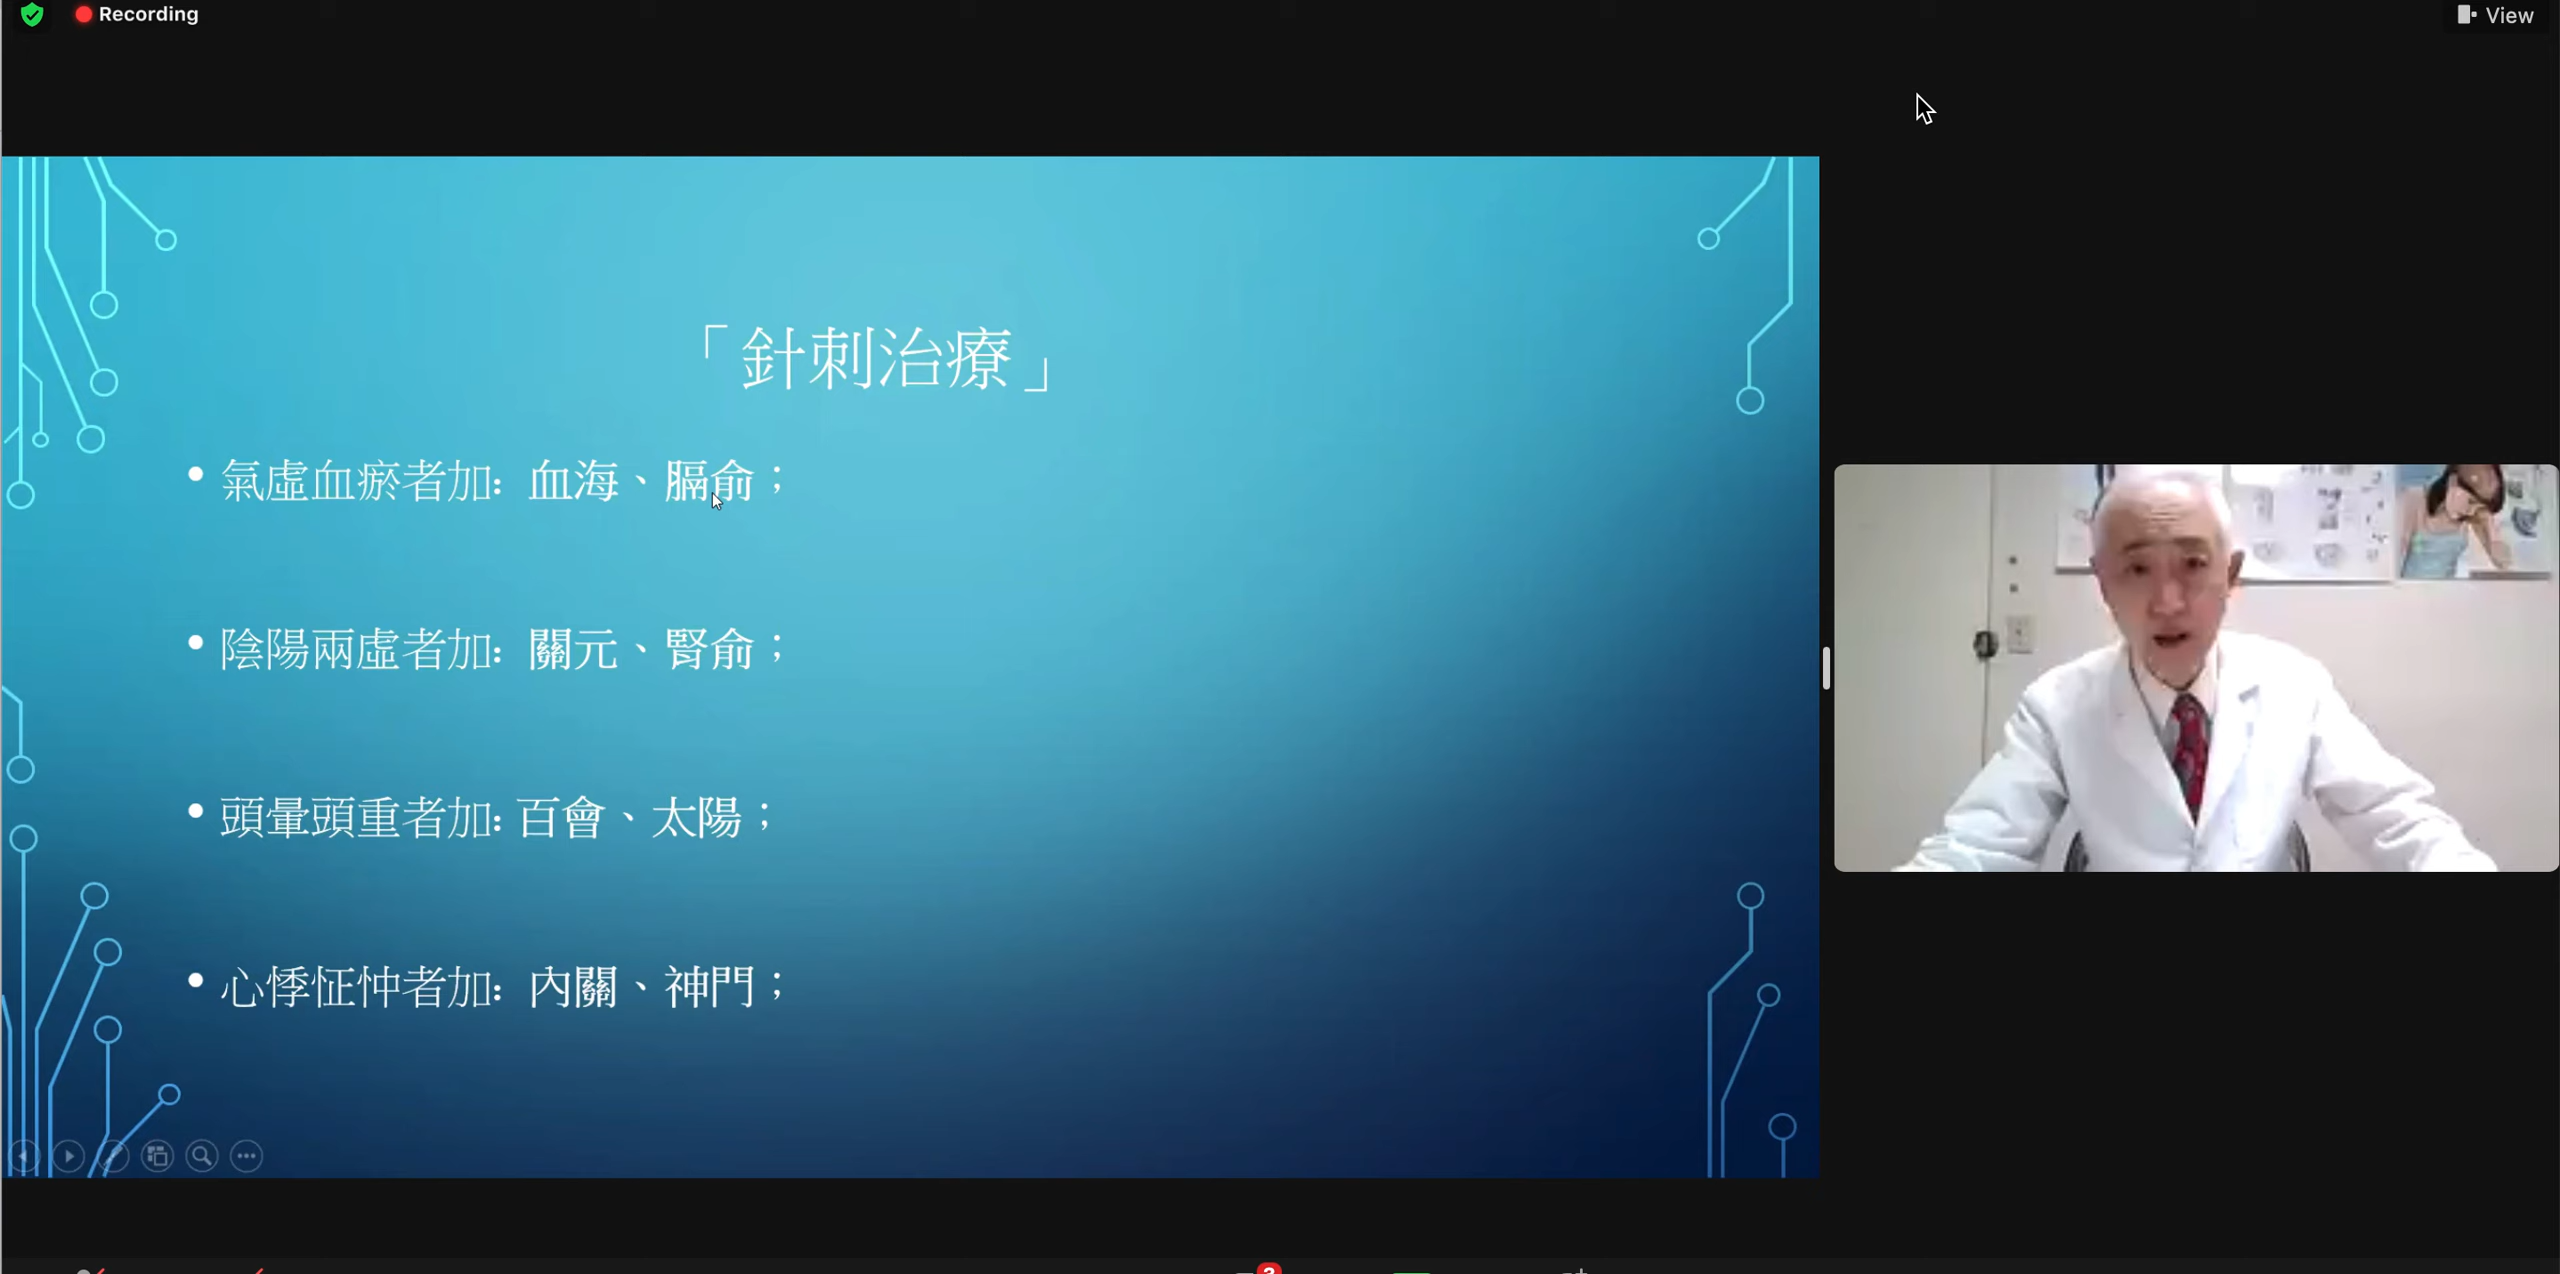 Recording
View
「針刺治療」
• 氣虛血瘀者加：血海、膈俞；
• 陰陽兩虛者加：關元、腎俞；
• 頭暈頭重者加：百會、太陽；
• 心悸怔忡者加：內關、神門；